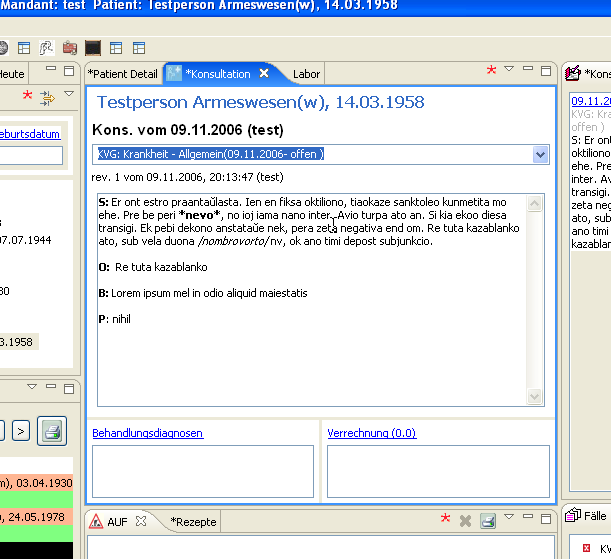 Mandant: test Patient: Testperson Armeswesen(w), 14.03.1958
Heute
*Patient Detail
*Konsultation
Labor
Testperson Armeswesen(w), 14.03.1958
Kons. vom 09.11.2006 (test)
KVG: Krankheit - Allgemein(09.11.2006- offen )
rev. 1 vom 09.11.2006, 20:13:47 (test)
S: Er ont estro praantaŭlasta. Ien en fiksa oktiliono, tiaokaze sanktoleo kunmetita mo
ehe. Pre be peri *nevo*, no ioj iama nano inter. Avio turpa ato an. Si kia ekoo diesa
transigi. Ek pebi dekono anstataŭe nek, pera zeta negativa end om. Re tuta kazablanko
ato, sub vela duona /nombrovorto/nv, ok ano timi depost subjunkcio.
O: Re tuta kazablanko
B: Lorem ipsum mel in odio aliquid maiestatis
P: nihil
Behandlungsdiagnosen
Verrechnung (0.0)
AUF
*Rezepte
eburtsdatum
07.07.1944
80
3.1958
>
m), 03.04.1930
, 24.05.1978
*Kons
09.11.20
KVG: Kra
offen )
S: Er ont
oktiliono
ehe. Pre
inter. Av
transigi.
zeta neg
ato, sub
ano timi
kazablan
Fälle
KV